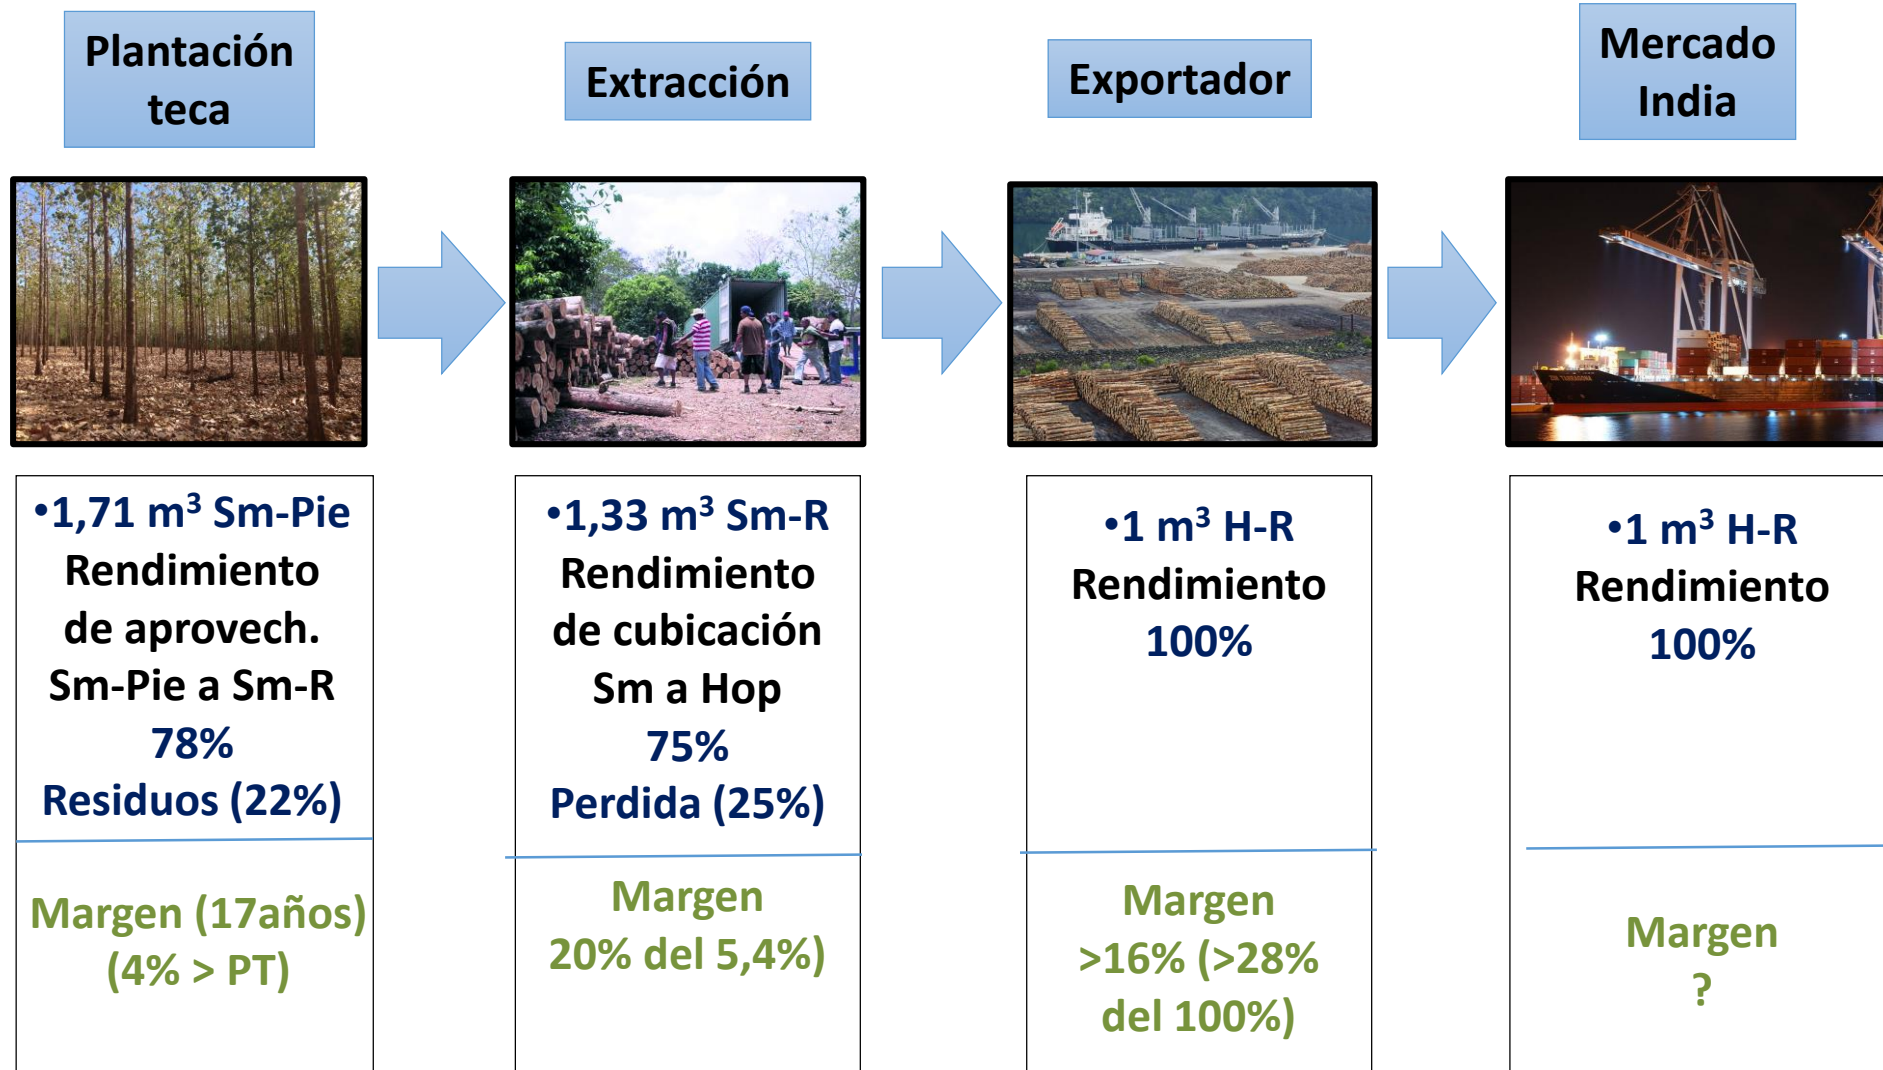 Plantación
teca
Extracción
Exportador
Mercado
India
•1,71 m³ Sm-Pie
Rendimiento
de aprovech.
Sm-Pie a Sm-R
78%
Residuos (22%)
Margen (17años)
(4% > PT)
•1,33 m³ Sm-R
Rendimiento
de cubicación
Sm a Hop
75%
Perdida (25%)
Margen
20% del 5,4%)
•1 m³ H-R
Rendimiento
100%
Margen
>16% (>28%
del 100%)
•1 m³ H-R
Rendimiento
100%
Margen
?